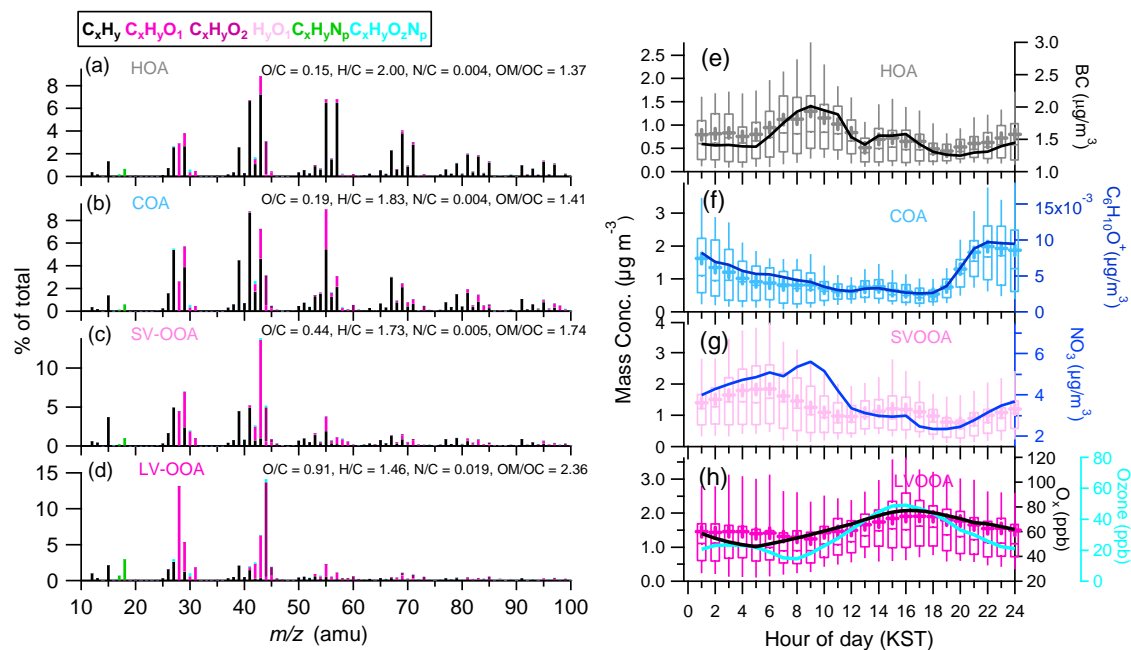 CxHy CxHyO1 CxHyO2 HyO1 CxHyNp CxHyOzNp
(a) HOA O/C = 0.15, H/C = 2.00, N/C = 0.004, OM/OC = 1.37
8
6
4
2
0
(b) COA O/C = 0.19, H/C = 1.83, N/C = 0.004, OM/OC = 1.41
8
6
4
2
0
(c) SV-OOA O/C = 0.44, H/C = 1.73, N/C = 0.005, OM/OC = 1.74
10
5
0
(d) LV-OOA O/C = 0.91, H/C = 1.46, N/C = 0.019, OM/OC = 2.36
15
10
5
0
% of total
10 20 30 40 50 60 70 80 90 100
m/z (amu)
(e) HOA
2.5
2.0
1.5
1.0
0.5
0.0
3.0
2.5
2.0
1.5
1.0
BC (µg/m3)
(f) COA
3
2
1
0
15x10-3
10
5
0
C6H10O+ (µg/m3)
(g) SVOOA
4
3
2
1
0
6
4
2
NO3 (µg/m3)
(h) LVOOA
3.0
2.0
1.0
0.0
120
100
80
60
40
20
Ox (ppb)
80
60
40
20
0
Ozone (ppb)
Mass Conc. (µg m-3)
0 2 4 6 8 10 12 14 16 18 20 22 24
Hour of day (KST)